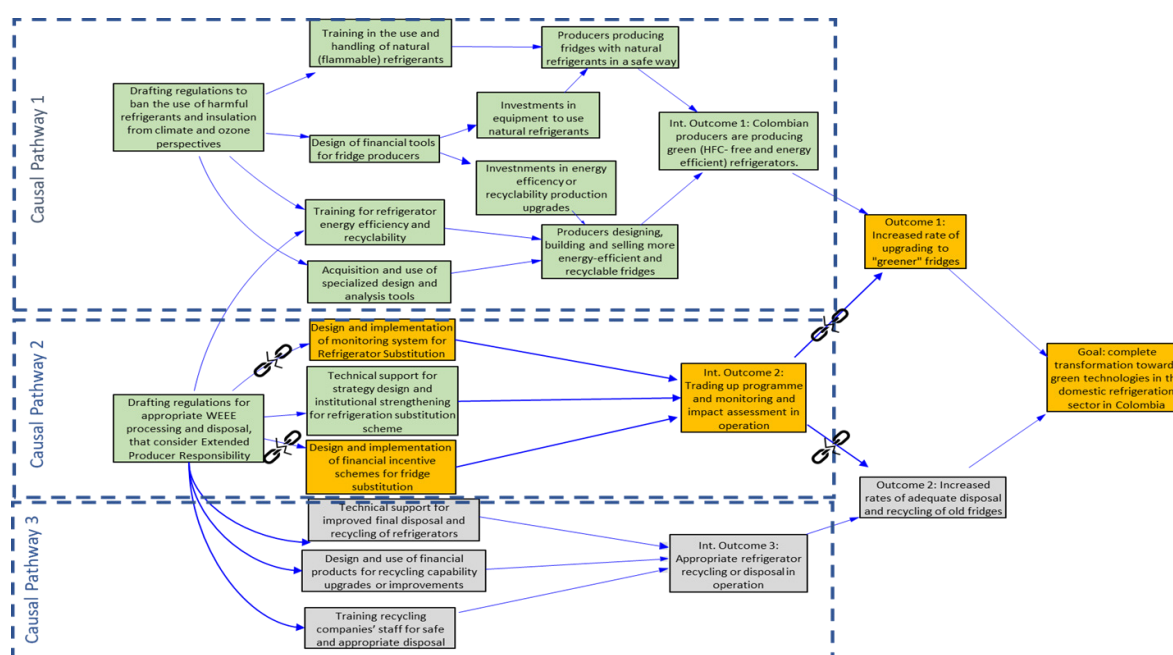 Causal Pathway 1
Training in the use and
handling of natural
(flammable) refrigerants
Producers producing
fridges with natural
refrigerants in a safe way
Drafting regulations to
ban the use of harmful
refrigerants and insulation
from climate and ozone
perspectives
Investments in
equipment to use
natural refrigerants
Design of financial tools
for fridge producers
Int. Outcome 1: Colombian
producers are producing
green (HFC- free and energy
efficient) refrigerators.
Investnments in energy
efficency or
recyclability production
upgrades
Training for refrigerator
energy efficiency and
recyclability
Producers designing,
building and selling more
energy-efficient and
recyclable fridges
Acquisition and use of
specialized design and
analysis tools
Outcome 1:
Increased rate of
upgrading to
"greener" fridges
Causal Pathway 2
Design and implementation
of monitoring system for
Refrigerator Substitution
Drafting regulations for
appropriate WEEE
processing and disposal,
that consider Extended
Producer Responsibility
Technical support for
strategy design and
institutional strengthening
for refrigeration substitution
scheme
Design and implementation
of financial incentive
schemes for fridge
substitution
Int. Outcome 2:
Trading up programme
and monitoring and
impact assessment in
operation
Goal: complete
transformation toward
green technologies in th
domestic refrigeration
sector in Colombia
Outcome 2: Increased
rates of adequate disposal
and recycling of old fridges
Causal Pathway 3
Technical support for
improved final disposal and
recycling of refrigerators
Design and use of financial
products for recycling capability
upgrades or improvements
Training recycling
companies' staff for safe
and appropriate disposal
Int. Outcome 3:
Appropriate refrigerator
recycling or disposal in
operation